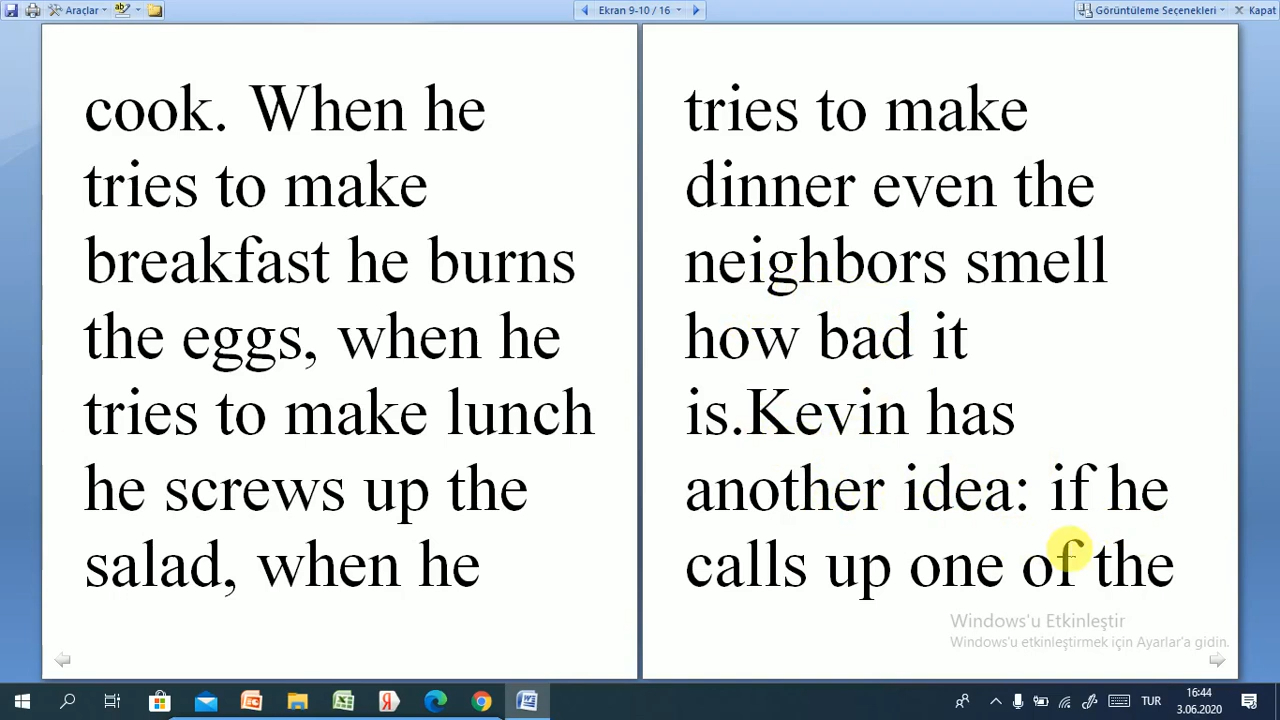 Araçlar
Ekran 9-10 / 16
Görüntüleme Seçenekleri
Kapat
cook. When he
tries to make
breakfast he burns
the eggs, when he
tries to make lunch
he screws up the
salad, when he
tries to make
dinner even the
neighbors smell
how bad it
is.Kevin has
another idea: if he
calls up one of the
Windows'u Etkinleştir
Windows'u etkinleştirmek için Ayarlar'a gidin.
TUR
16:44
3.06.2020